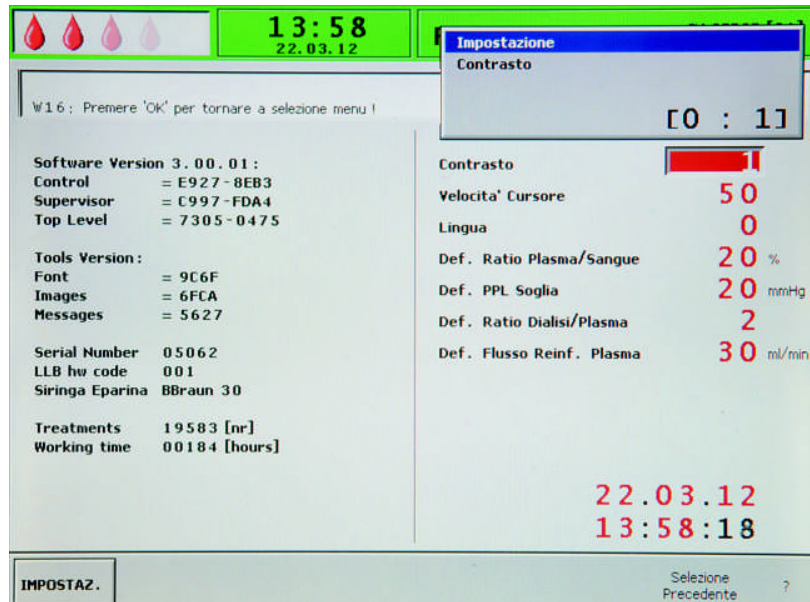 13:58
22.03.12
Impostazione
Contrasto
[0 : 1]
W16; Premere 'OK' per tornare a selezione menu !
Software Version 3.00.01:
Control = E927-8EB3
Supervisor = C997-FDA4
Top Level = 7305-0475
Tools Version:
Font = 9C6F
Images = 6FCA
Messages = 5627
Serial Number 05062
LLB hw code 001
Siringa Eparina BBraun 30
Treatments 19583 [nr]
Working time 00184 [hours]
Contrasto 1
Velocita' Cursore 50
Lingua 0
Def. Ratio Plasma/Sangue 20 %
Def. PPL Soglia 20 mmHg
Def. Ratio Dialisi/Plasma 2
Def. Flusso Reinf. Plasma 30 ml/min
22.03.12
13:58:18
IMPOSTAZ.
Selezione
Precedente
?